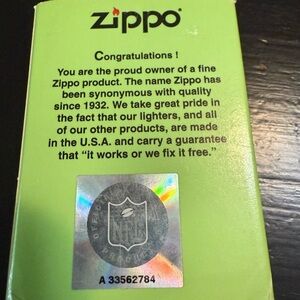 zippo
Congratulations !
You are the proud owner of a fine
Zippo product. The name Zippo has
been synonymous with quality
since 1932. We take great pride in
the fact that our lighters, and all
of our other products, are made
in the U.S.A. and carry a guarantee
that “it works or we fix it free.”
NFL
A 33562784